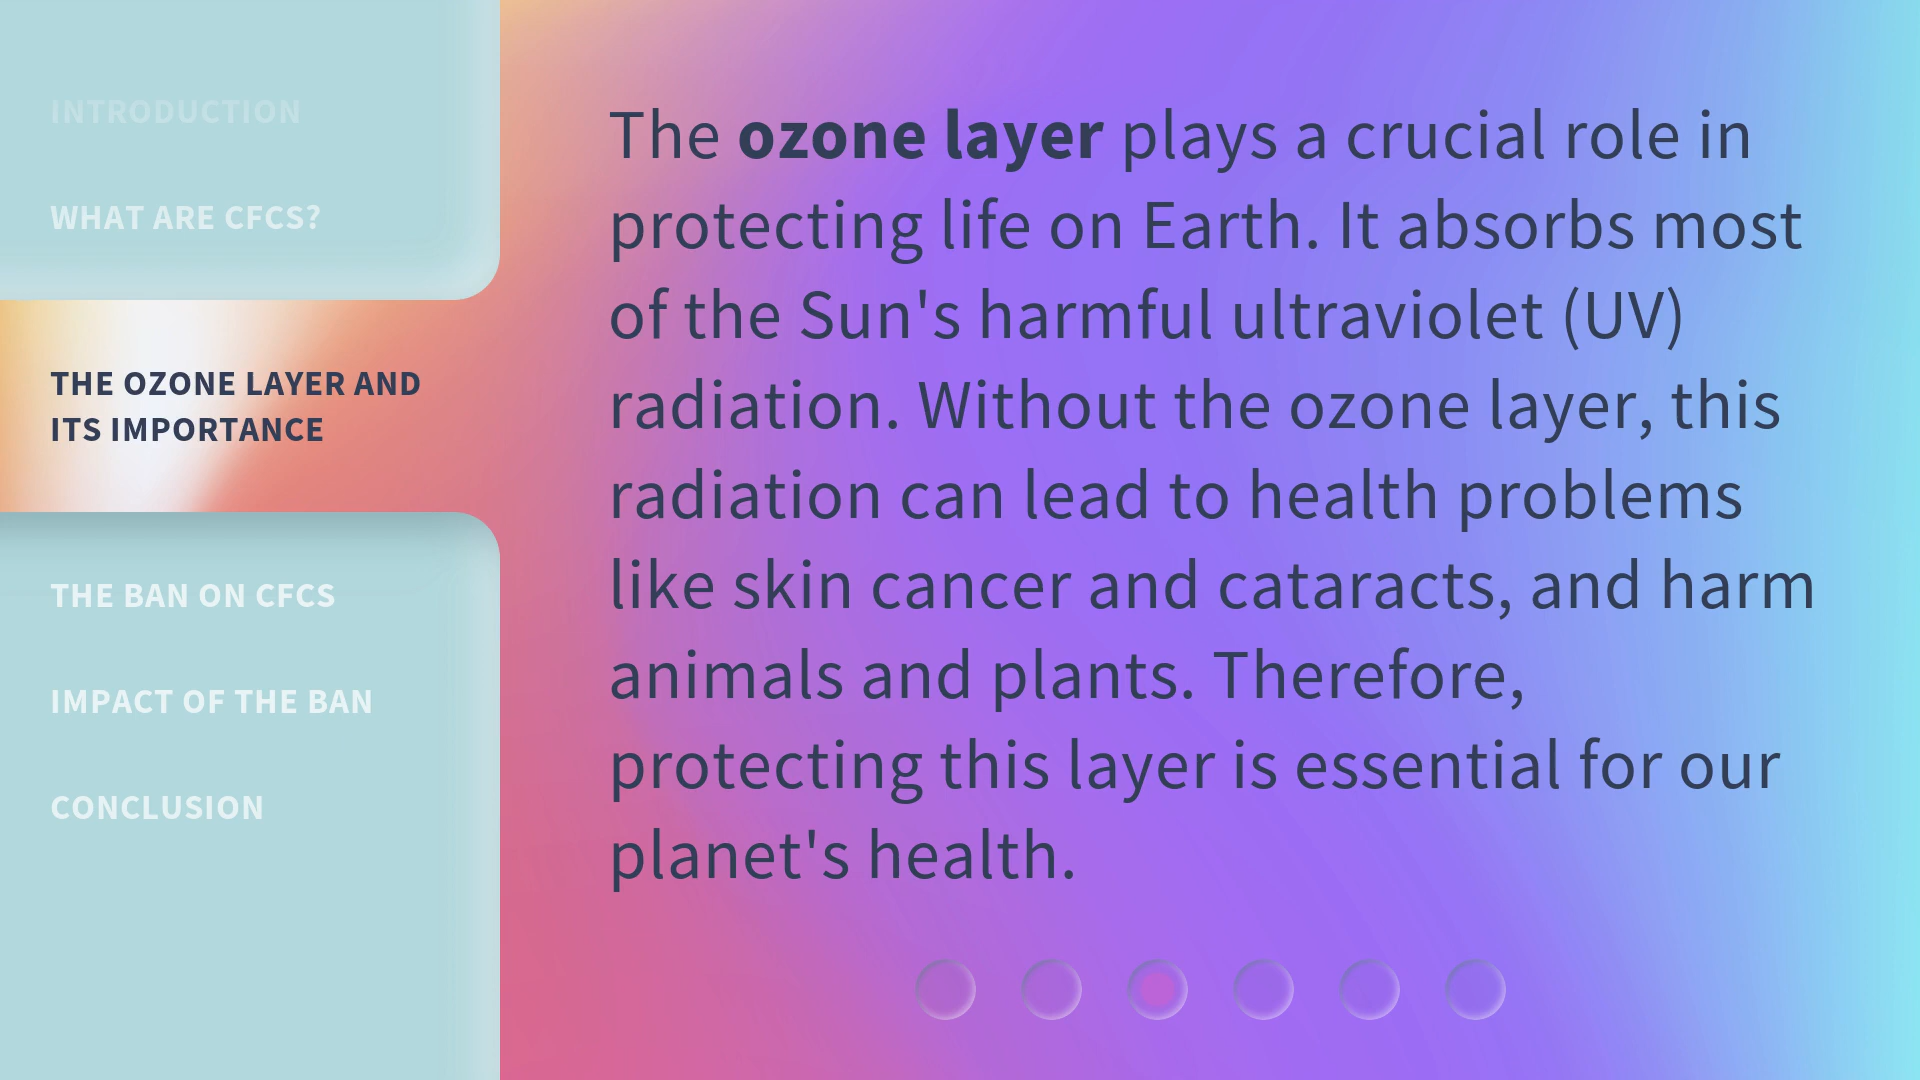 INTRODUCTION
WHAT ARE CFCS?
THE OZONE LAYER AND
ITS IMPORTANCE
THE BAN ON CFCS
IMPACT OF THE BAN
CONCLUSION
The ozone layer plays a crucial role in
protecting life on Earth. It absorbs most
of the Sun's harmful ultraviolet (UV)
radiation. Without the ozone layer, this
radiation can lead to health problems
like skin cancer and cataracts, and harm
animals and plants. Therefore,
protecting this layer is essential for our
planet's health.